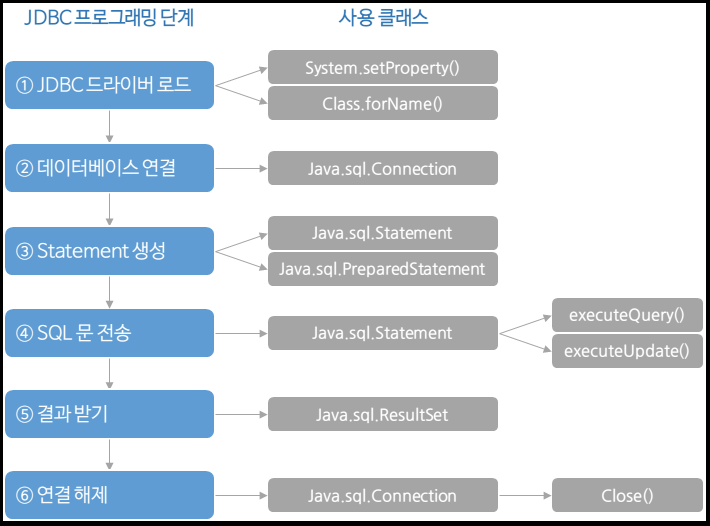 JDBC 프로그래밍 단계
사용 클래스
① JDBC 드라이버 로드
System.setProperty()
Class.forName()
② 데이터베이스 연결
Java.sql.Connection
③ Statement 생성
Java.sql.Statement
Java.sql.PreparedStatement
④ SQL 문 전송
Java.sql.Statement
executeQuery()
executeUpdate()
⑤ 결과 받기
Java.sql.ResultSet
⑥ 연결 해제
Java.sql.Connection
Close()